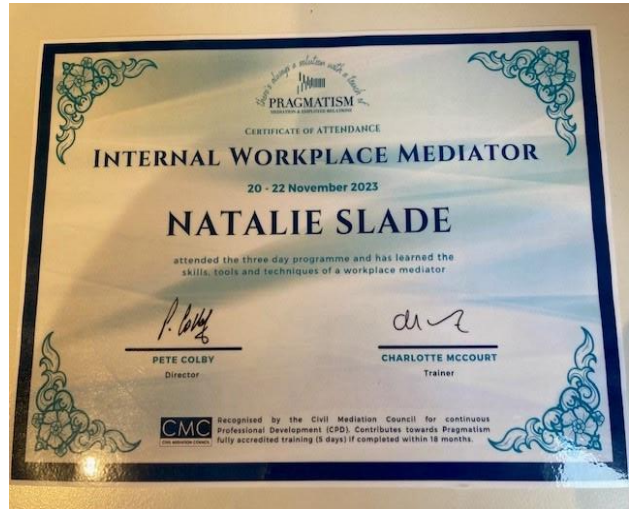 there's always a solution with a touch of
PRAGMATISM
MEDIATION & EMPLOYEE RELATIONS
CERTIFICATE OF ATTENDANCE
INTERNAL WORKPLACE MEDIATOR
20 - 22 November 2023
NATALIE SLADE
attended the three day programme and has learned the
skills, tools and techniques of a workplace mediator
P. Colby
PETE COLBY
Director
CHARLOTTE MCCOURT
Trainer
CMC
CIVIL MEDIATION COUNCIL
Recognised by the Civil Mediation Council for continuous
Professional Development (CPD). Contributes towards Pragmatism
fully accredited training (5 days) if completed within 18 months.